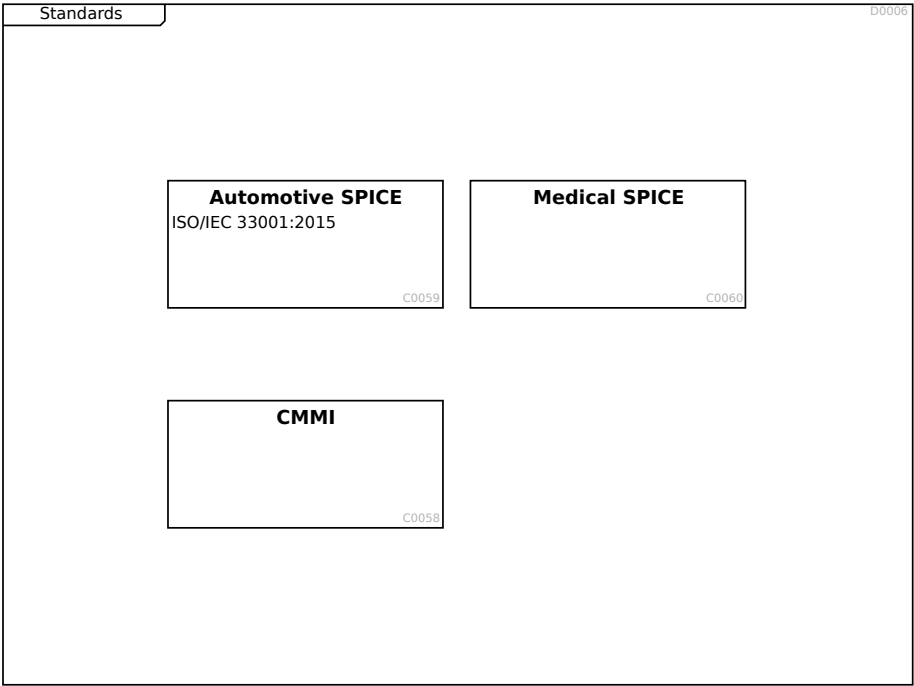 Standards
D0006
Automotive SPICE
ISO/IEC 33001:2015
C0059
Medical SPICE
C0060
CMMI
C0058